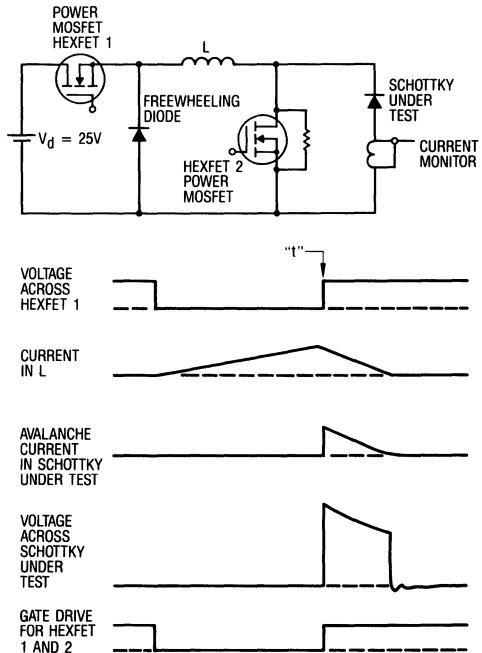 POWER
MOSFET
HEXFET 1
L
FREEWHEELING
DIODE
SCHOTTKY
UNDER
TEST
Vd = 25V
CURRENT
MONITOR
HEXFET 2
POWER
MOSFET
"t"
VOLTAGE
ACROSS
HEXFET 1
CURRENT
IN L
AVALANCHE
CURRENT
IN SCHOTTKY
UNDER TEST
VOLTAGE
ACROSS
SCHOTTKY
UNDER
TEST
GATE DRIVE
FOR HEXFET
1 AND 2